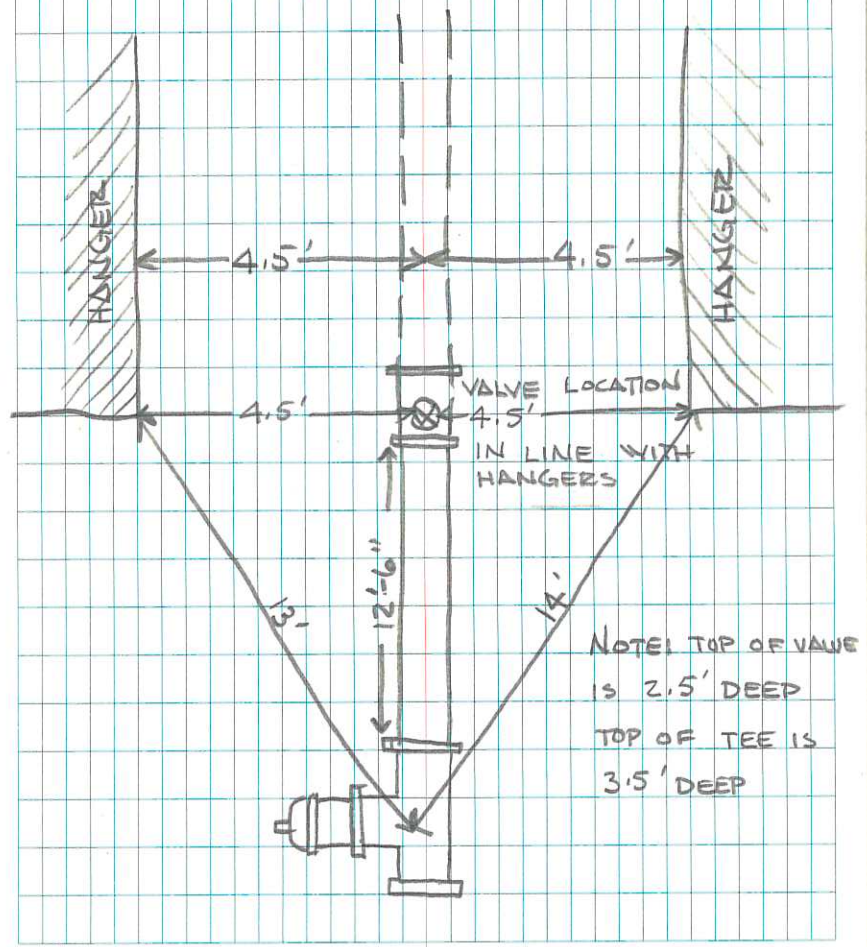 HANGER
HANGER
4.5'
4.5'
VALVE LOCATION
4.5'
4.5'
IN LINE WITH
HANGERS
12'-6"
13'
14'
NOTE! TOP OF VALVE
IS 2.5' DEEP
TOP OF TEE IS
3.5' DEEP